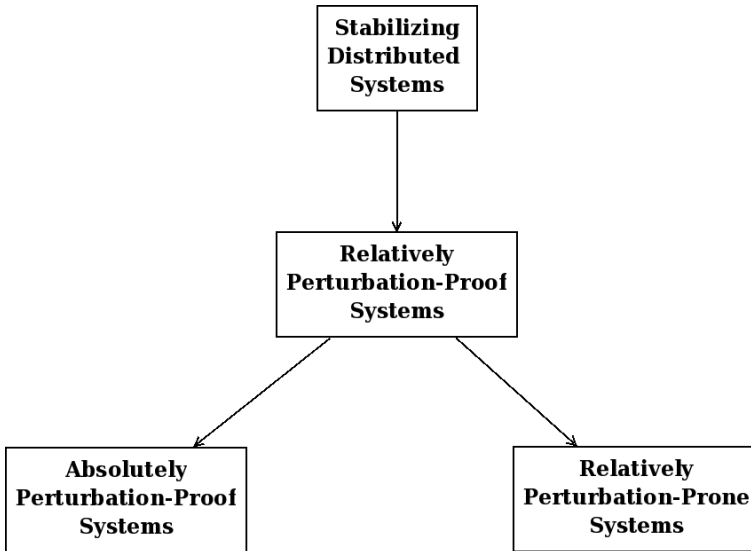 Stabilizing
Distributed
Systems
Relatively
Perturbation-Proof
Systems
Absolutely
Perturbation-Proof
Systems
Relatively
Perturbation-Prone
Systems